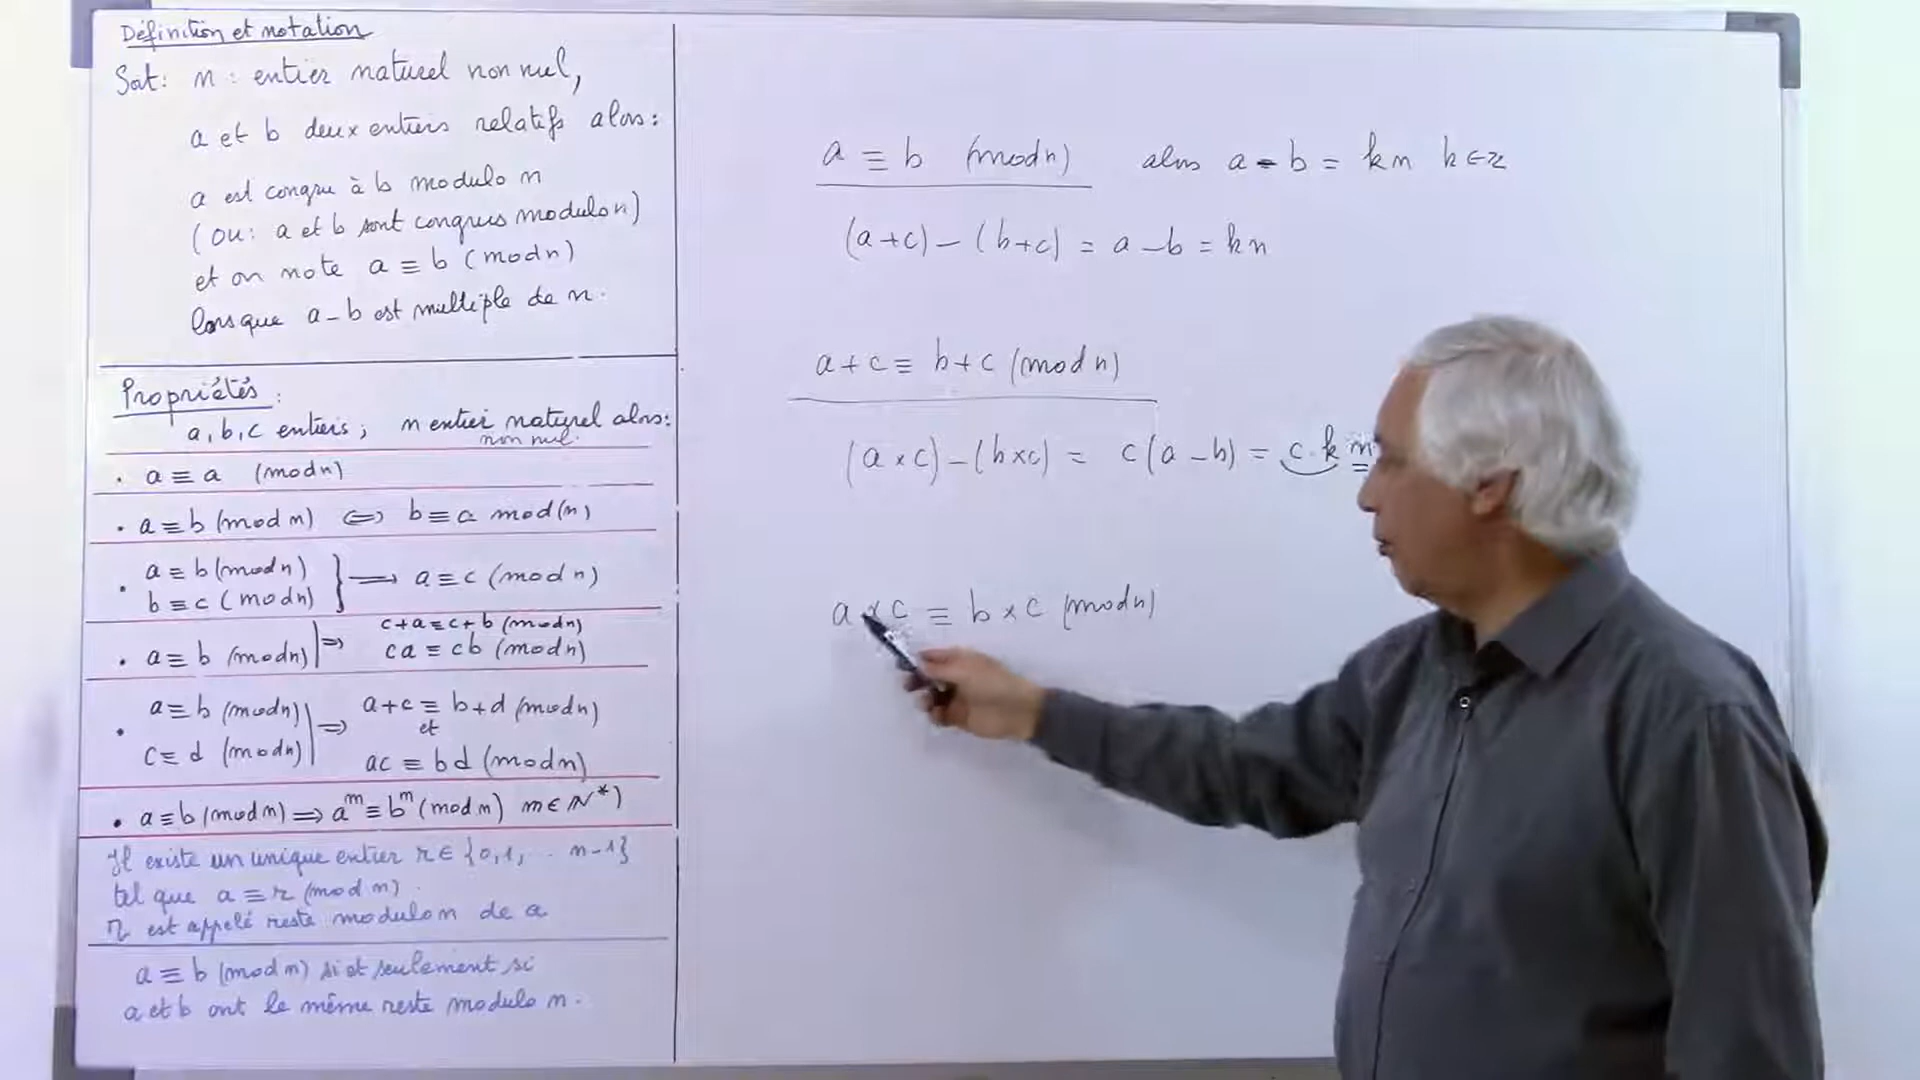 Définition et notation
Soit: n: entier naturel non nul,
a et b deux entiers relatifs alors:
a est congru à b modulo n
(ou: a et b sont congrus modulo n)
et on note a ≡ b (mod n)
lorsque a - b est multiple de n.
Propriétés:
a, b, c entiers; n entier naturel alors:
non nul.
• a ≡ a (mod n)
• a ≡ b (mod n) ⇔ b ≡ a mod(n)
• a ≡ b (mod n)
b ≡ c (mod n) } ⟹ a ≡ c (mod n)
• a ≡ b (mod n) | ⇒ c+a ≡ c+b (mod n)
ca ≡ cb (mod n)
• a ≡ b (mod n)
c ≡ d (mod n) | ⇒ a+c ≡ b+d (mod n)
et
ac ≡ bd (mod n)
• a ≡ b (mod n) ⇒ a^m ≡ b^m (mod n) m ∈ N*)
Il existe un unique entier r ∈ {0,1, .. n-1}
tel que a ≡ r (mod n).
r est appelé reste modulo n de a
a ≡ b (mod n) si et seulement si
a et b ont le même reste modulo n.
a ≡ b (mod n) alors a - b = kn k ∈ z
(a+c) - (b+c) = a - b = kn
a + c ≡ b + c (mod n)
(a × c) - (b × c) = c(a - b) = c·k n
a × c ≡ b × c (mod n)